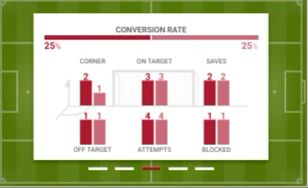 CONVERSION RATE
25% 25%
CORNER ON TARGET SAVES
2 1 3 3 2 2
1 1 4 4 1 1
OFF TARGET ATTEMPTS BLOCKED